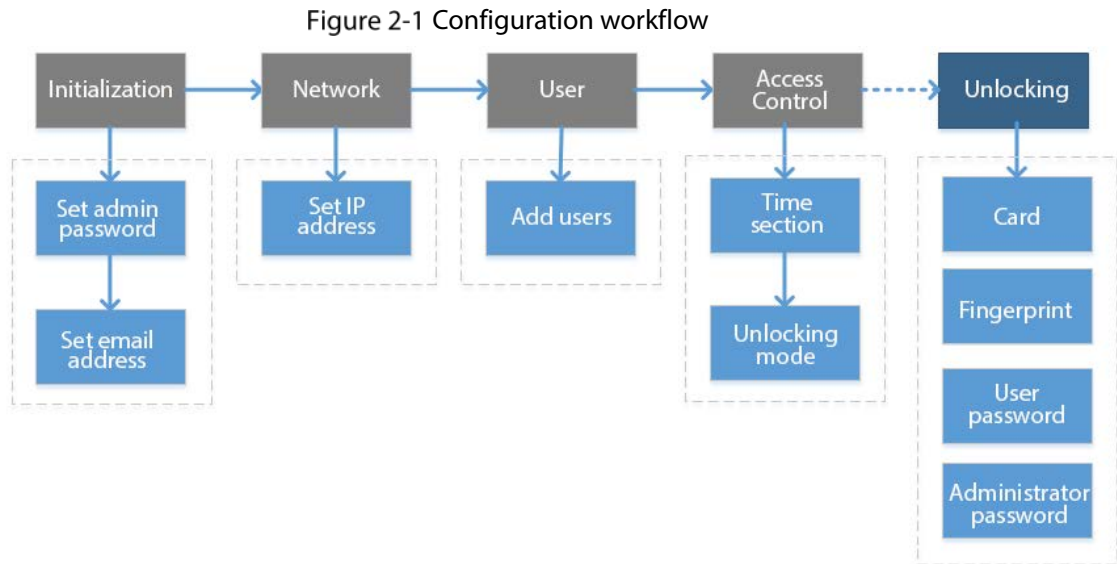 Figure 2-1 Configuration workflow
Initialization
Network
User
Access
Control
Unlocking
Set admin
password
Set email
address
Set IP
address
Add users
Time
section
Unlocking
mode
Card
Fingerprint
User
password
Administrator
password